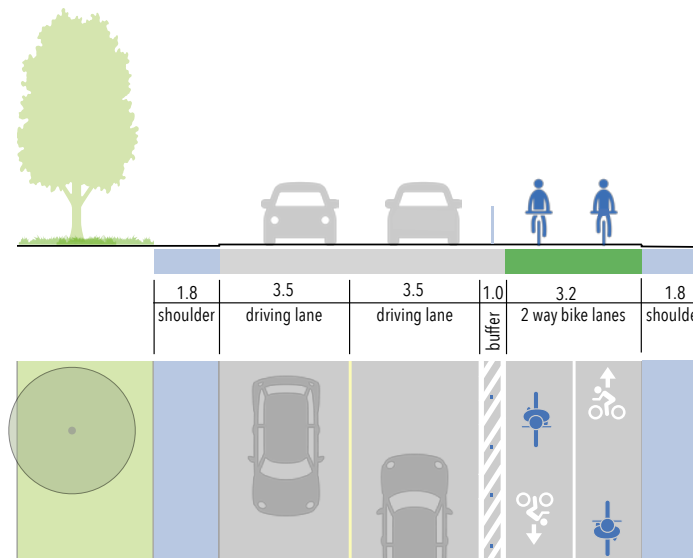 1.8 3.5 3.5 1.0 3.2 1.8
shoulder driving lane driving lane buffer 2 way bike lanes shoulde